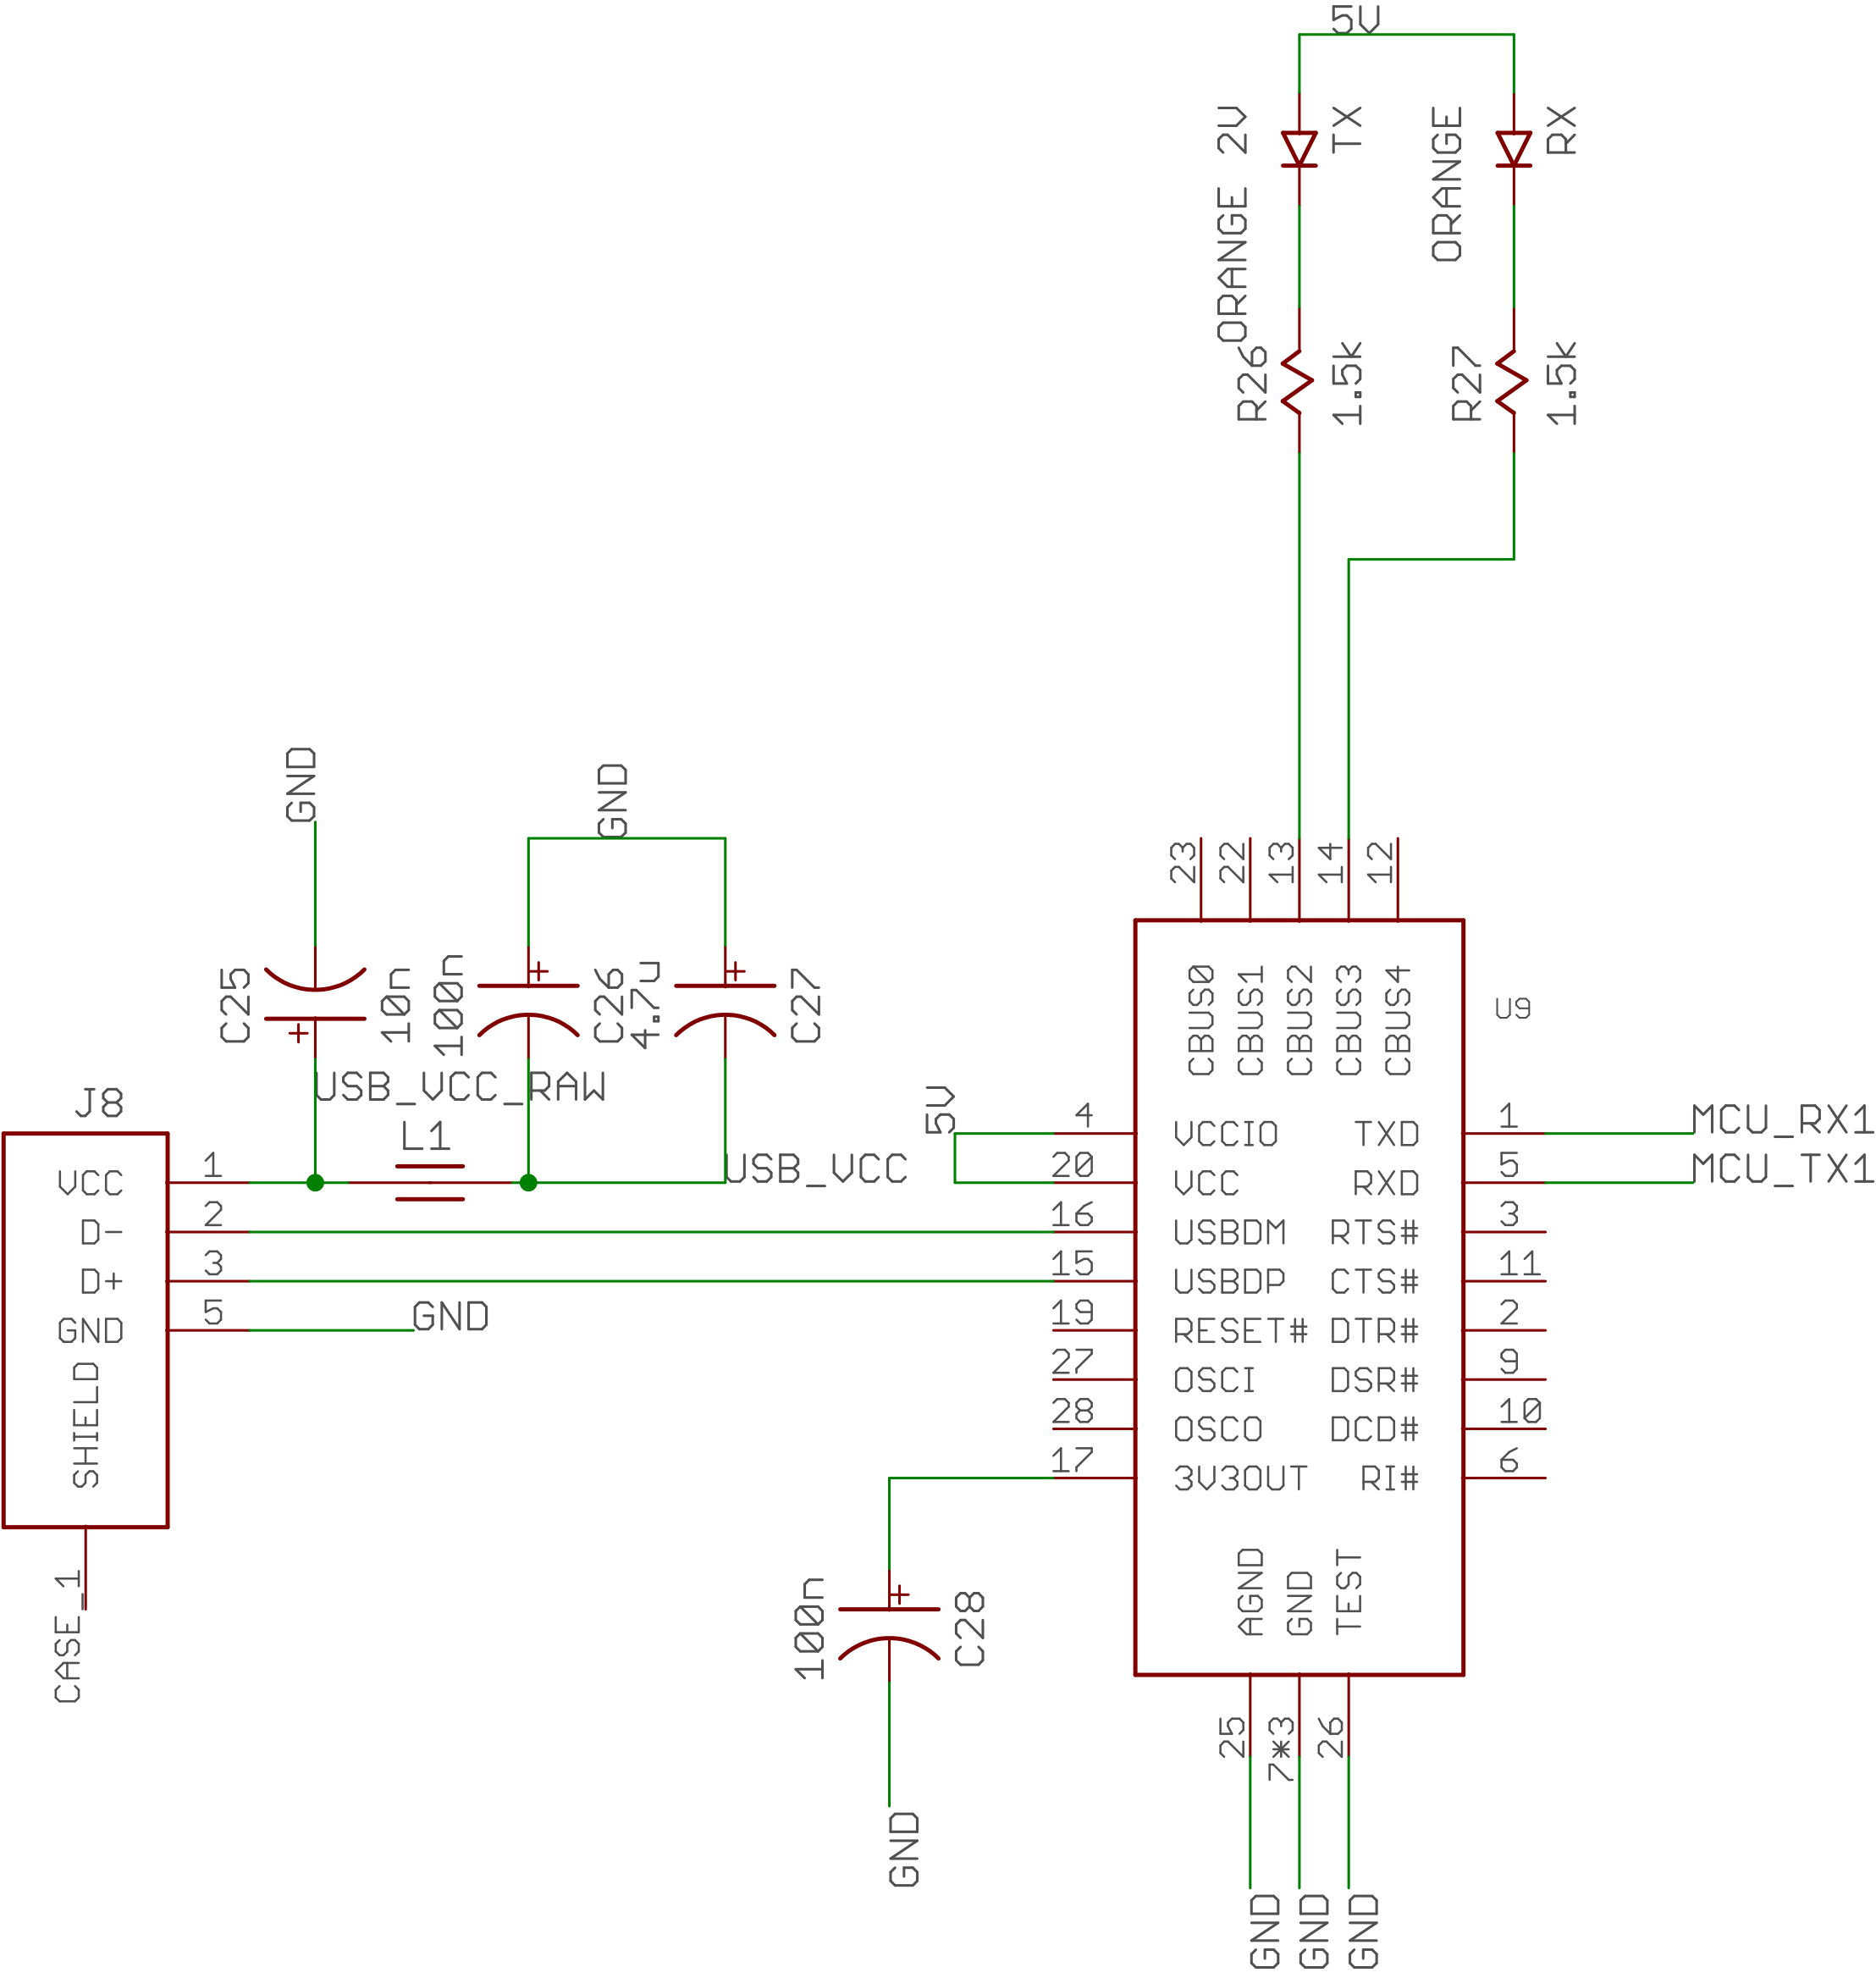 5V
ORANGE 2V
TX
ORANGE
RX
R26
1.5k
R27
1.5k
GND
GND
23
22
13
14
12
C25
10n
100n
C26
4.7u
C27
CBUS0
CBUS1
CBUS2
CBUS3
CBUS4
U9
USB_VCC_RAW
J8
L1
5V
USB_VCC
VCC
1
D-
2
D+
3
GND
5
GND
SHIELD
CASE_1
4
VCCIO
TXD
1
MCU_RX1
20
VCC
RXD
5
MCU_TX1
16
USBDM
RTS#
3
15
USBDP
CTS#
11
19
RESET#
DTR#
2
27
OSCI
DSR#
9
28
OSCO
DCD#
10
17
3V3OUT
RI#
6
AGND
GND
TEST
100n
C28
25
7*3
26
GND
GND
GND
GND